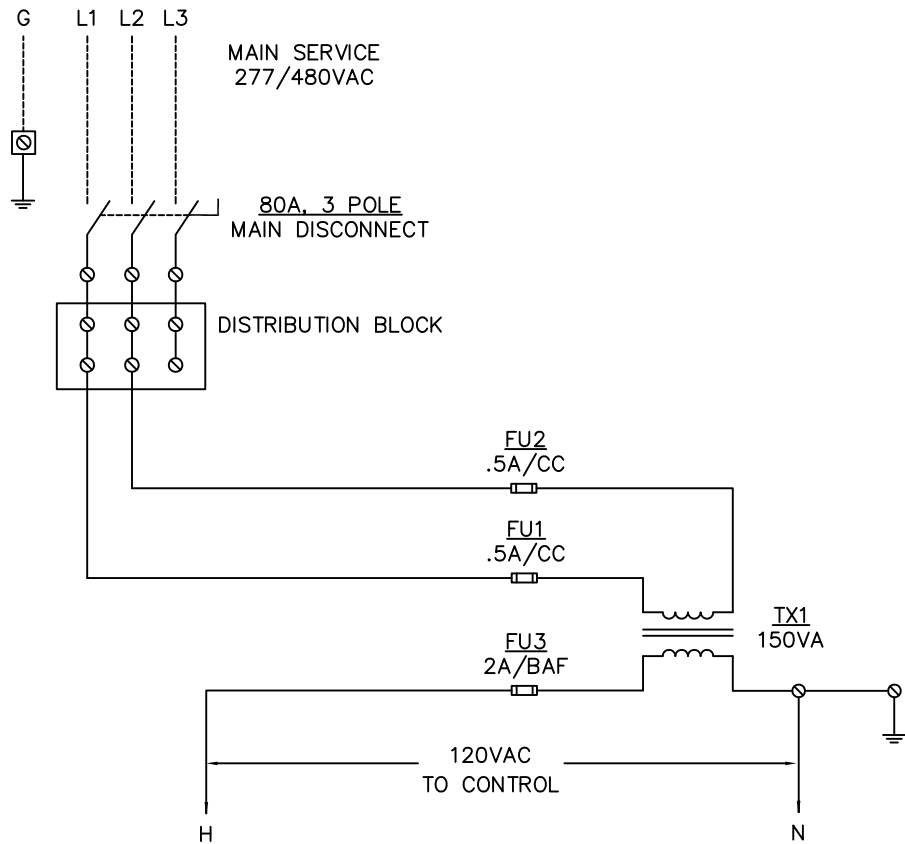 G L1 L2 L3
MAIN SERVICE
277/480VAC
80A, 3 POLE
MAIN DISCONNECT
DISTRIBUTION BLOCK
FU2
.5A/CC
FU1
.5A/CC
TX1
150VA
FU3
2A/BAF
120VAC
TO CONTROL
H N